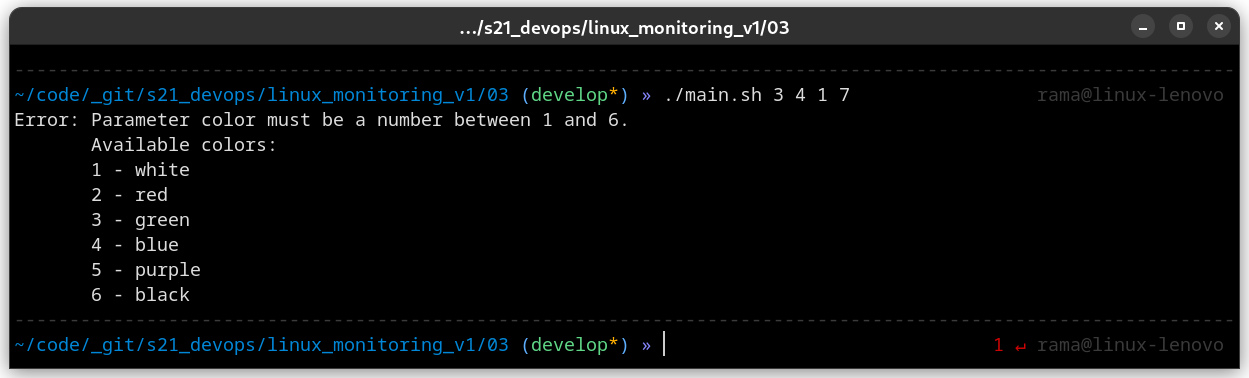 .../s21_devops/linux_monitoring_v1/03
~/code/_git/s21_devops/linux_monitoring_v1/03 (develop*) » ./main.sh 3 4 1 7 rama@linux-lenovo
Error: Parameter color must be a number between 1 and 6.
Available colors:
1 - white
2 - red
3 - green
4 - blue
5 - purple
6 - black
~/code/_git/s21_devops/linux_monitoring_v1/03 (develop*) » 1 ↵ rama@linux-lenovo